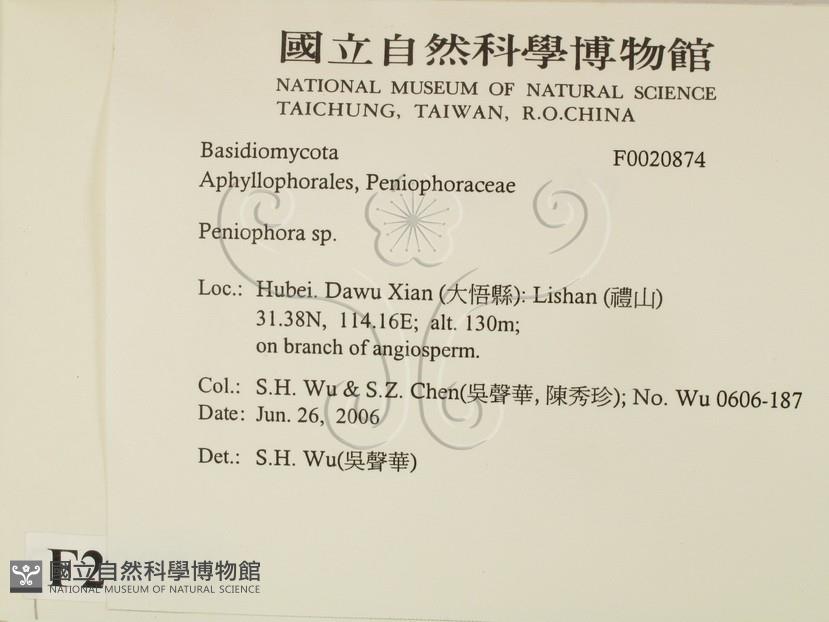 國立自然科學博物館
NATIONAL MUSEUM OF NATURAL SCIENCE
TAICHUNG, TAIWAN, R.O.CHINA
Basidiomycota F0020874
Aphyllophorales, Peniophoraceae
Peniophora sp.
Loc.: Hubei. Dawu Xian (大悟縣): Lishan (禮山)
31.38N, 114.16E; alt. 130m;
on branch of angiosperm.
Col.: S.H. Wu & S.Z. Chen(吳聲華, 陳秀珍); No. Wu 0606-187
Date: Jun. 26, 2006
Det.: S.H. Wu(吳聲華)
F2
國立自然科學博物館
NATIONAL MUSEUM OF NATURAL SCIENCE